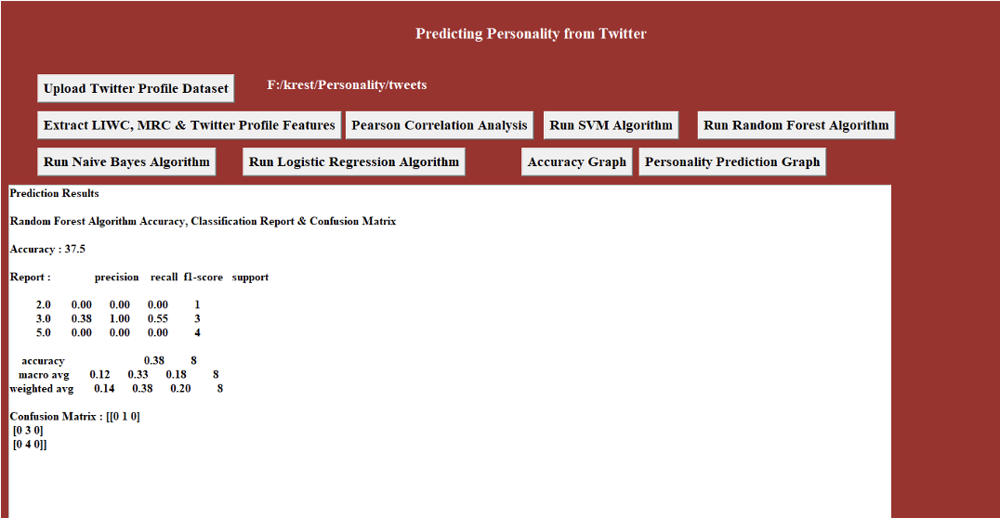 Predicting Personality from Twitter
Upload Twitter Profile Dataset F:/krest/Personality/tweets
Extract LIWC, MRC & Twitter Profile Features Pearson Correlation Analysis Run SVM Algorithm Run Random Forest Algorithm
Run Naive Bayes Algorithm Run Logistic Regression Algorithm Accuracy Graph Personality Prediction Graph
Prediction Results
Random Forest Algorithm Accuracy, Classification Report & Confusion Matrix
Accuracy : 37.5
Report : precision recall f1-score support
2.0 0.00 0.00 0.00 1
3.0 0.38 1.00 0.55 3
5.0 0.00 0.00 0.00 4
accuracy 0.38 8
macro avg 0.12 0.33 0.18 8
weighted avg 0.14 0.38 0.20 8
Confusion Matrix : [[0 1 0]
[0 3 0]
[0 4 0]]